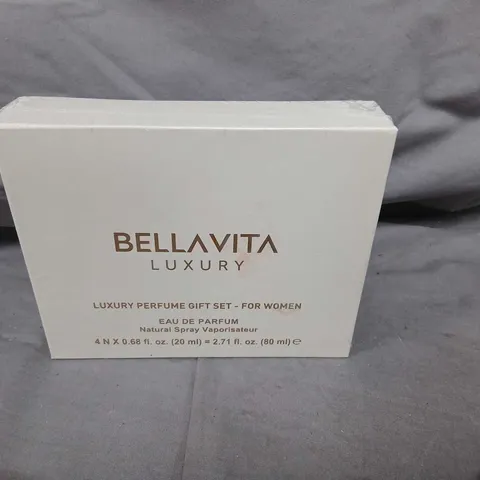 BELLAVITA
LUXURY
LUXURY PERFUME GIFT SET - FOR WOMEN
EAU DE PARFUM
Natural Spray Vaporisateur
4 N X 0.68 fl. oz. (20 ml) = 2.71 fl. oz. (80 ml) ℮